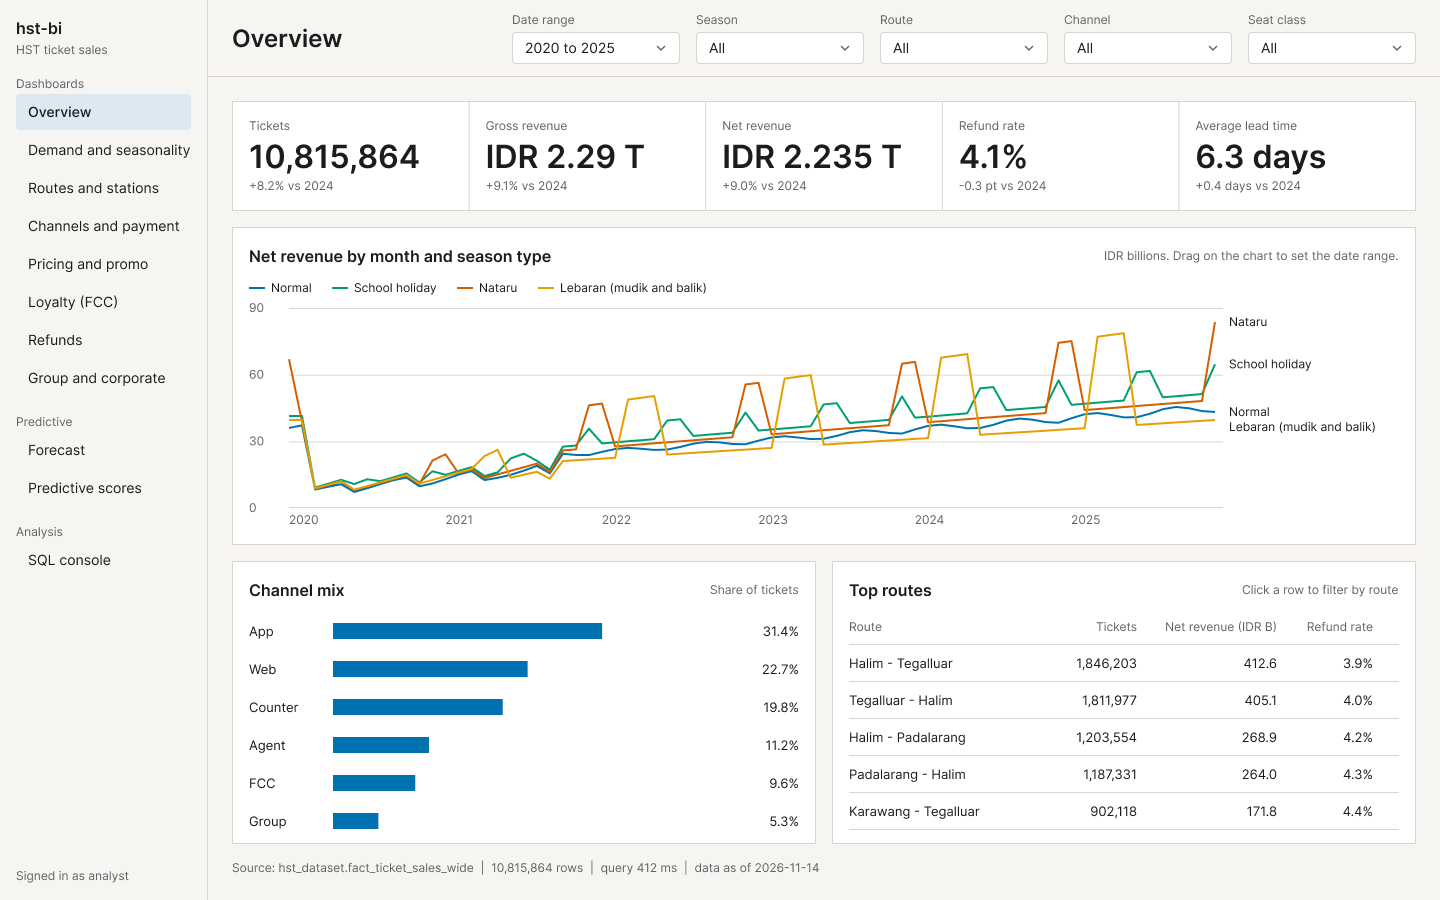 hst-bi
HST ticket sales
Dashboards
Overview
Demand and seasonality
Routes and stations
Channels and payment
Pricing and promo
Loyalty (FCC)
Refunds
Group and corporate
Predictive
Forecast
Predictive scores
Analysis
SQL console
Signed in as analyst
Overview
Date range
2020 to 2025
Season
All
Route
All
Channel
All
Seat class
All
Tickets
10,815,864
+8.2% vs 2024
Gross revenue
IDR 2.29 T
+9.1% vs 2024
Net revenue
IDR 2.235 T
+9.0% vs 2024
Refund rate
4.1%
-0.3 pt vs 2024
Average lead time
6.3 days
+0.4 days vs 2024
Net revenue by month and season type
IDR billions. Drag on the chart to set the date range.
Normal School holiday Nataru Lebaran (mudik and balik)
90
60
30
0
2020 2021 2022 2023 2024 2025
Nataru
School holiday
Normal
Lebaran (mudik and balik)
Channel mix
Share of tickets
App 31.4%
Web 22.7%
Counter 19.8%
Agent 11.2%
FCC 9.6%
Group 5.3%
Top routes
Click a row to filter by route
Route Tickets Net revenue (IDR B) Refund rate
Halim - Tegalluar 1,846,203 412.6 3.9%
Tegalluar - Halim 1,811,977 405.1 4.0%
Halim - Padalarang 1,203,554 268.9 4.2%
Padalarang - Halim 1,187,331 264.0 4.3%
Karawang - Tegalluar 902,118 171.8 4.4%
Source: hst_dataset.fact_ticket_sales_wide | 10,815,864 rows | query 412 ms | data as of 2026-11-14